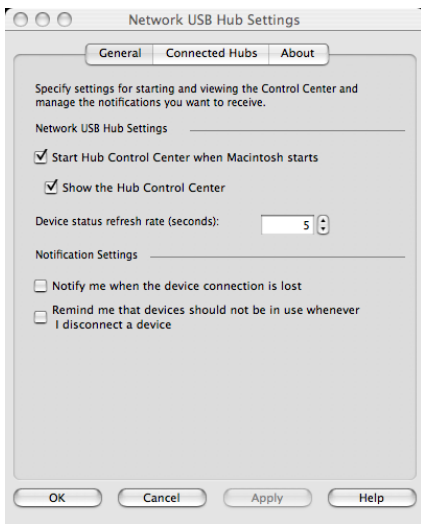 Network USB Hub Settings
General Connected Hubs About
Specify settings for starting and viewing the Control Center and
manage the notifications you want to receive.
Network USB Hub Settings
Start Hub Control Center when Macintosh starts
Show the Hub Control Center
Device status refresh rate (seconds): 5
Notification Settings
Notify me when the device connection is lost
Remind me that devices should not be in use whenever
I disconnect a device
OK Cancel Apply Help